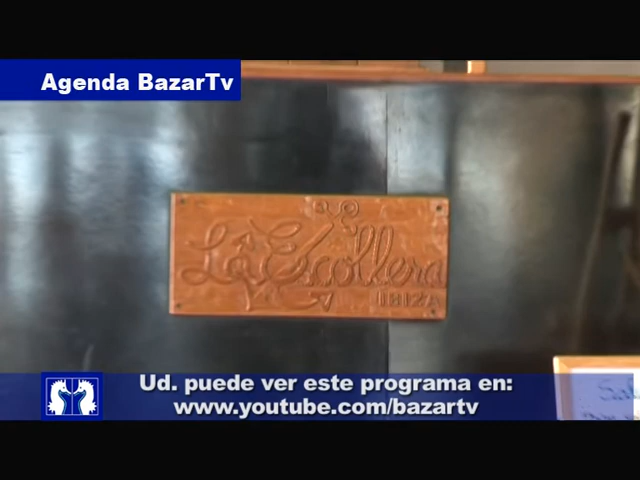 Agenda BazarTv
La Escollera
IBIZA
Ud. puede ver este programa en:
www.youtube.com/bazartv